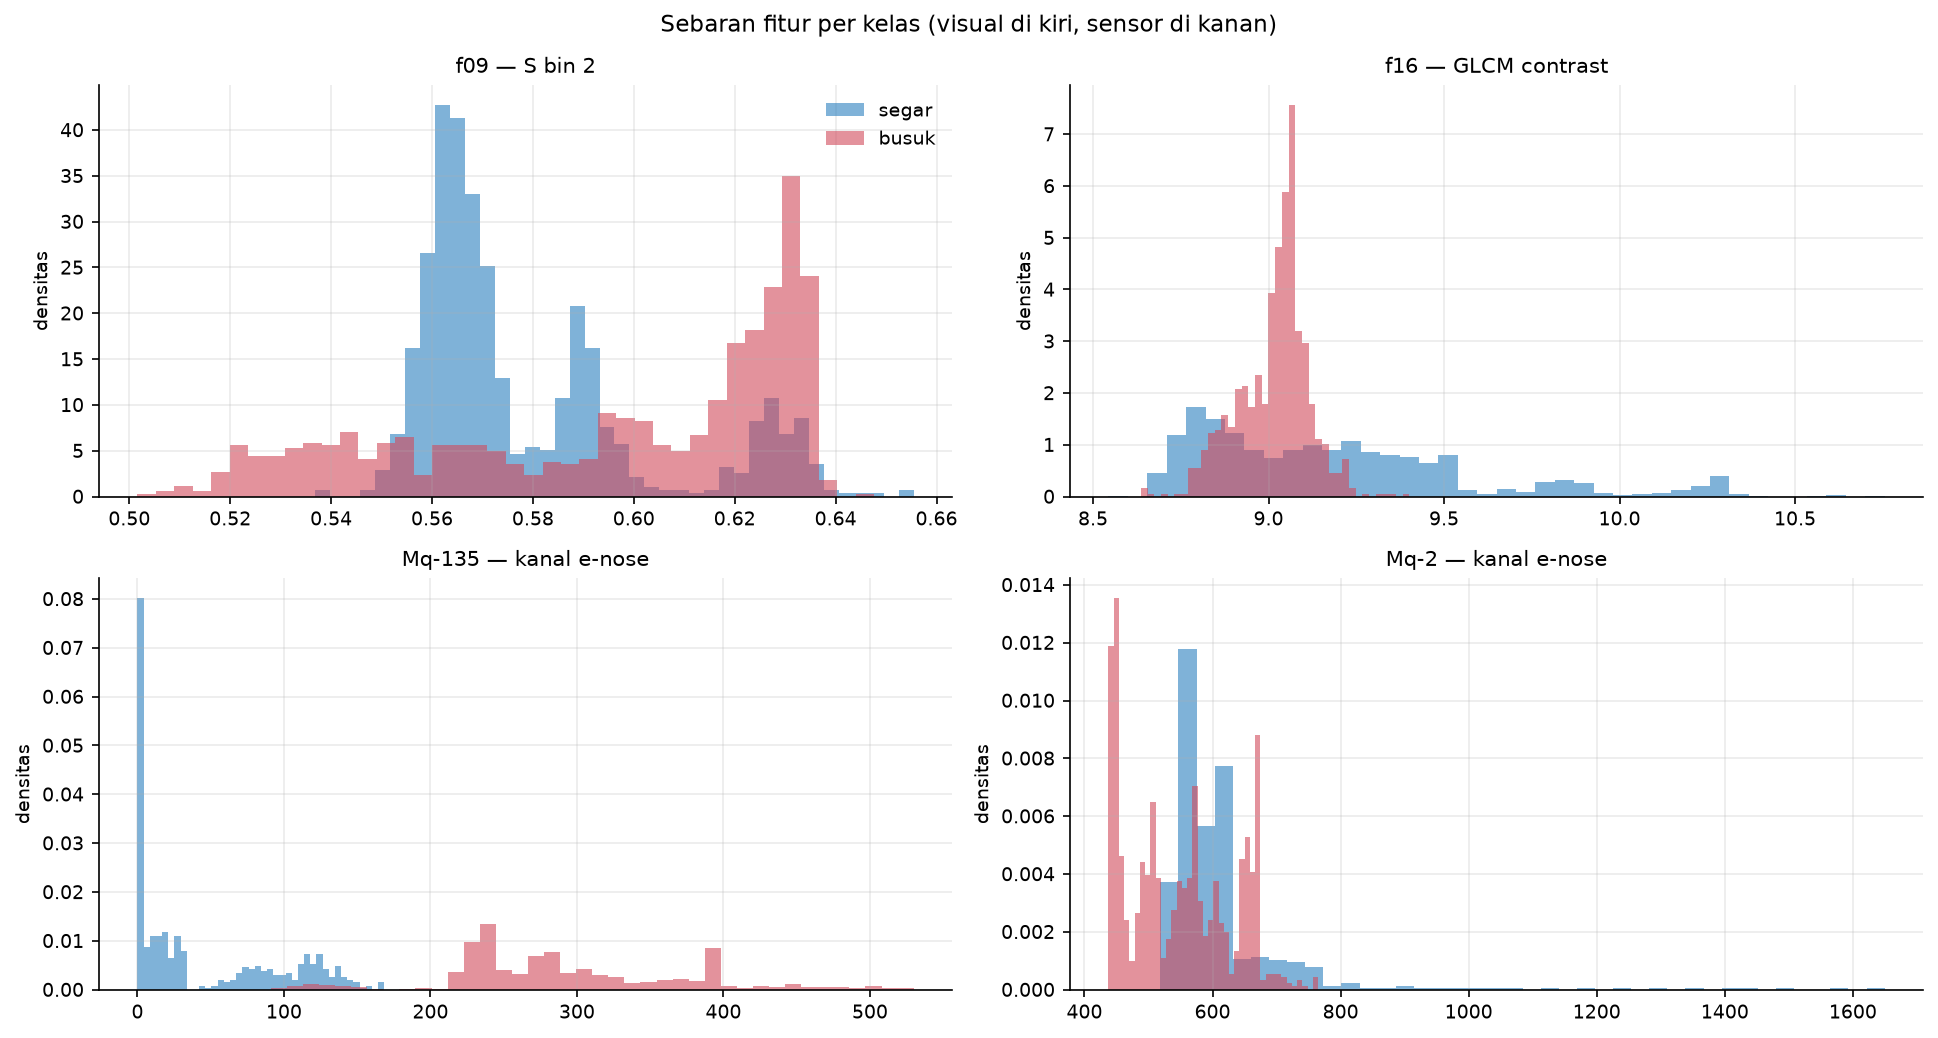 Sebaran fitur per kelas (visual di kiri, sensor di kanan)
f09 — S bin 2
segar
busuk
densitas
0
5
10
15
20
25
30
35
40
0.50 0.52 0.54 0.56 0.58 0.60 0.62 0.64 0.66
f16 — GLCM contrast
densitas
0
1
2
3
4
5
6
7
8.5 9.0 9.5 10.0 10.5
Mq-135 — kanal e-nose
densitas
0.00
0.01
0.02
0.03
0.04
0.05
0.06
0.07
0.08
0 100 200 300 400 500
Mq-2 — kanal e-nose
densitas
0.000
0.002
0.004
0.006
0.008
0.010
0.012
0.014
400 600 800 1000 1200 1400 1600